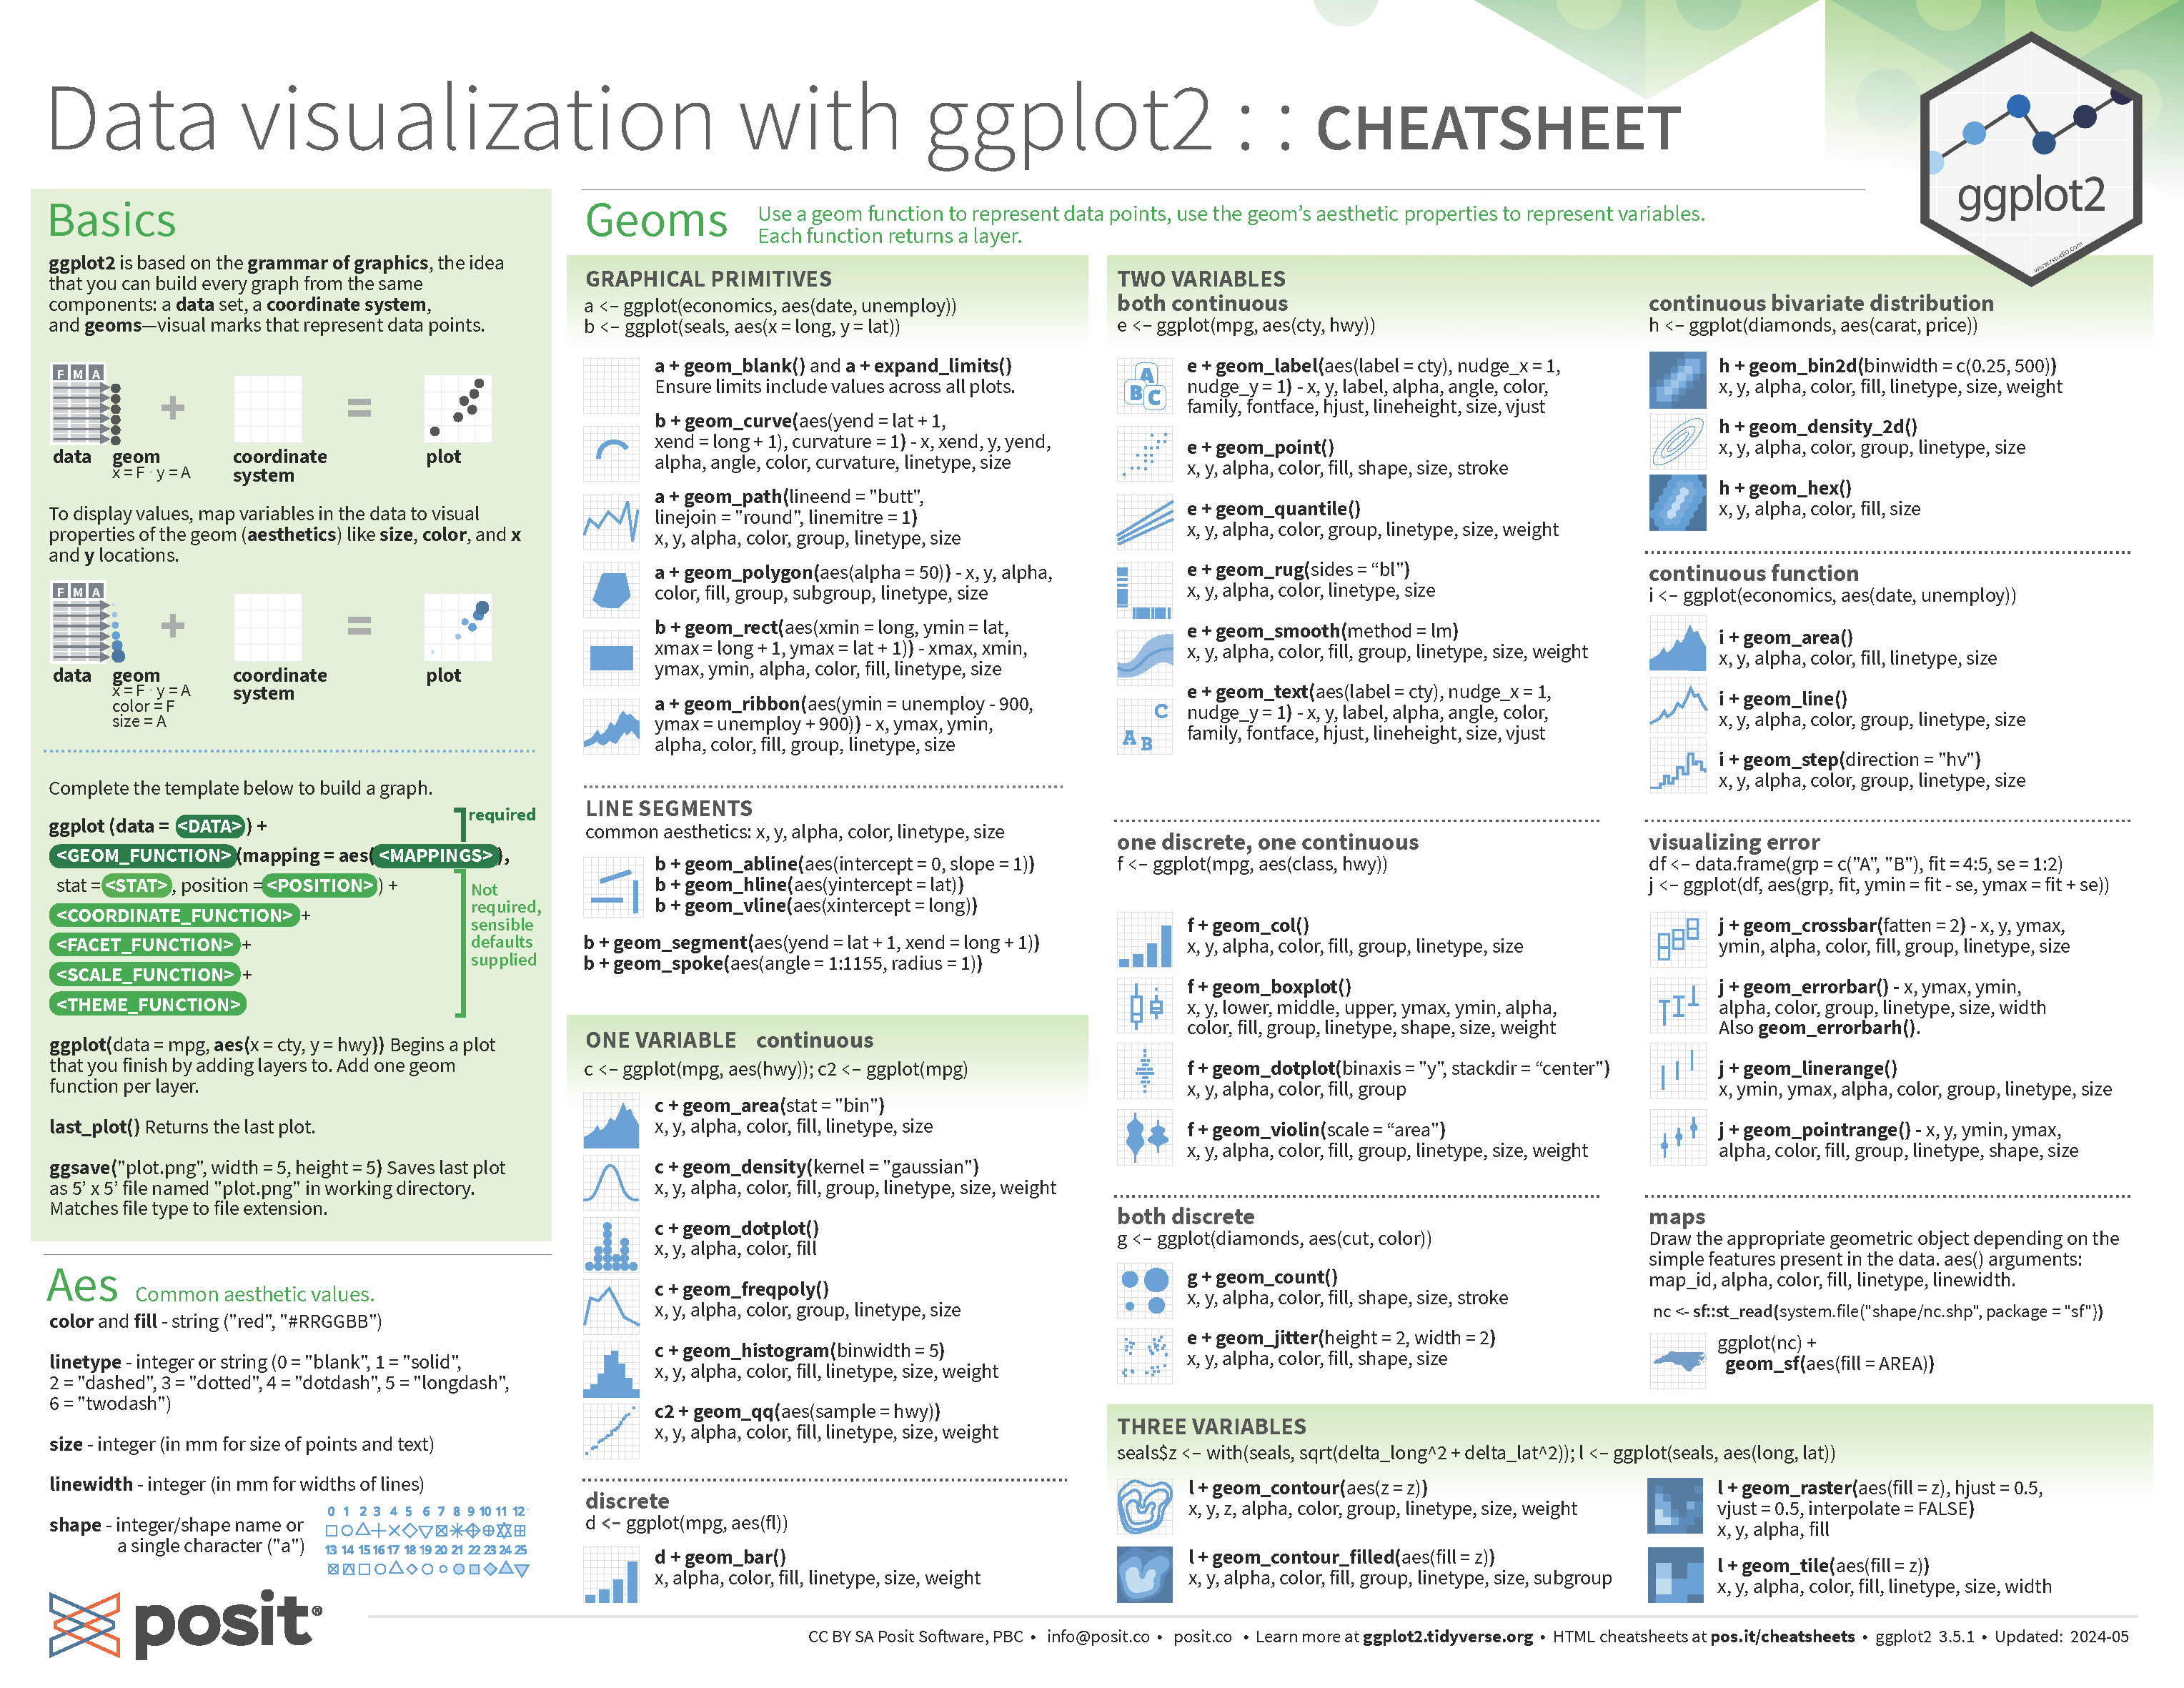 Data visualization with ggplot2 : : CHEATSHEET
ggplot2
www.rstudio.com
Basics
ggplot2 is based on the grammar of graphics, the idea
that you can build every graph from the same
components: a data set, a coordinate system,
and geoms—visual marks that represent data points.
F M A
+
=
data geom
x = F · y = A
coordinate
system
plot
To display values, map variables in the data to visual
properties of the geom (aesthetics) like size, color, and x
and y locations.
F M A
+
=
data geom
x = F · y = A
color = F
size = A
coordinate
system
plot
Complete the template below to build a graph.
required
ggplot (data = <DATA>) +
<GEOM_FUNCTION>(mapping = aes(<MAPPINGS>),
stat = <STAT>, position = <POSITION>) +
<COORDINATE_FUNCTION> +
<FACET_FUNCTION> +
<SCALE_FUNCTION> +
<THEME_FUNCTION>
Not
required,
sensible
defaults
supplied
ggplot(data = mpg, aes(x = cty, y = hwy)) Begins a plot
that you finish by adding layers to. Add one geom
function per layer.
last_plot() Returns the last plot.
ggsave("plot.png", width = 5, height = 5) Saves last plot
as 5’ x 5’ file named "plot.png" in working directory.
Matches file type to file extension.
Aes Common aesthetic values.
color and fill - string ("red", "#RRGGBB")
linetype - integer or string (0 = "blank", 1 = "solid",
2 = "dashed", 3 = "dotted", 4 = "dotdash", 5 = "longdash",
6 = "twodash")
size - integer (in mm for size of points and text)
linewidth - integer (in mm for widths of lines)
shape - integer/shape name or
a single character ("a")
0 1 2 3 4 5 6 7 8 9 10 11 12
13 14 15 16 17 18 19 20 21 22 23 24 25
Geoms
Use a geom function to represent data points, use the geom’s aesthetic properties to represent variables.
Each function returns a layer.
GRAPHICAL PRIMITIVES
a <- ggplot(economics, aes(date, unemploy))
b <- ggplot(seals, aes(x = long, y = lat))
a + geom_blank() and a + expand_limits()
Ensure limits include values across all plots.
b + geom_curve(aes(yend = lat + 1,
xend = long + 1), curvature = 1) - x, xend, y, yend,
alpha, angle, color, curvature, linetype, size
a + geom_path(lineend = "butt",
linejoin = "round", linemitre = 1)
x, y, alpha, color, group, linetype, size
a + geom_polygon(aes(alpha = 50)) - x, y, alpha,
color, fill, group, subgroup, linetype, size
b + geom_rect(aes(xmin = long, ymin = lat,
xmax = long + 1, ymax = lat + 1)) - xmax, xmin,
ymax, ymin, alpha, color, fill, linetype, size
a + geom_ribbon(aes(ymin = unemploy - 900,
ymax = unemploy + 900)) - x, ymax, ymin,
alpha, color, fill, group, linetype, size
LINE SEGMENTS
common aesthetics: x, y, alpha, color, linetype, size
b + geom_abline(aes(intercept = 0, slope = 1))
b + geom_hline(aes(yintercept = lat))
b + geom_vline(aes(xintercept = long))
b + geom_segment(aes(yend = lat + 1, xend = long + 1))
b + geom_spoke(aes(angle = 1:1155, radius = 1))
ONE VARIABLE continuous
c <- ggplot(mpg, aes(hwy)); c2 <- ggplot(mpg)
c + geom_area(stat = "bin")
x, y, alpha, color, fill, linetype, size
c + geom_density(kernel = "gaussian")
x, y, alpha, color, fill, group, linetype, size, weight
c + geom_dotplot()
x, y, alpha, color, fill
c + geom_freqpoly()
x, y, alpha, color, group, linetype, size
c + geom_histogram(binwidth = 5)
x, y, alpha, color, fill, linetype, size, weight
c2 + geom_qq(aes(sample = hwy))
x, y, alpha, color, fill, linetype, size, weight
discrete
d <- ggplot(mpg, aes(fl))
d + geom_bar()
x, alpha, color, fill, linetype, size, weight
TWO VARIABLES
both continuous
e <- ggplot(mpg, aes(cty, hwy))
A
B C
e + geom_label(aes(label = cty), nudge_x = 1,
nudge_y = 1) - x, y, label, alpha, angle, color,
family, fontface, hjust, lineheight, size, vjust
e + geom_point()
x, y, alpha, color, fill, shape, size, stroke
e + geom_quantile()
x, y, alpha, color, group, linetype, size, weight
e + geom_rug(sides = “bl")
x, y, alpha, color, linetype, size
e + geom_smooth(method = lm)
x, y, alpha, color, fill, group, linetype, size, weight
C
A B
e + geom_text(aes(label = cty), nudge_x = 1,
nudge_y = 1) - x, y, label, alpha, angle, color,
family, fontface, hjust, lineheight, size, vjust
one discrete, one continuous
f <- ggplot(mpg, aes(class, hwy))
f + geom_col()
x, y, alpha, color, fill, group, linetype, size
f + geom_boxplot()
x, y, lower, middle, upper, ymax, ymin, alpha,
color, fill, group, linetype, shape, size, weight
f + geom_dotplot(binaxis = "y", stackdir = “center")
x, y, alpha, color, fill, group
f + geom_violin(scale = “area")
x, y, alpha, color, fill, group, linetype, size, weight
both discrete
g <- ggplot(diamonds, aes(cut, color))
g + geom_count()
x, y, alpha, color, fill, shape, size, stroke
e + geom_jitter(height = 2, width = 2)
x, y, alpha, color, fill, shape, size
continuous bivariate distribution
h <- ggplot(diamonds, aes(carat, price))
h + geom_bin2d(binwidth = c(0.25, 500))
x, y, alpha, color, fill, linetype, size, weight
h + geom_density_2d()
x, y, alpha, color, group, linetype, size
h + geom_hex()
x, y, alpha, color, fill, size
continuous function
i <- ggplot(economics, aes(date, unemploy))
i + geom_area()
x, y, alpha, color, fill, linetype, size
i + geom_line()
x, y, alpha, color, group, linetype, size
i + geom_step(direction = "hv")
x, y, alpha, color, group, linetype, size
visualizing error
df <- data.frame(grp = c("A", "B"), fit = 4:5, se = 1:2)
j <- ggplot(df, aes(grp, fit, ymin = fit - se, ymax = fit + se))
j + geom_crossbar(fatten = 2) - x, y, ymax,
ymin, alpha, color, fill, group, linetype, size
j + geom_errorbar() - x, ymax, ymin,
alpha, color, group, linetype, size, width
Also geom_errorbarh().
j + geom_linerange()
x, ymin, ymax, alpha, color, group, linetype, size
j + geom_pointrange() - x, y, ymin, ymax,
alpha, color, fill, group, linetype, shape, size
maps
Draw the appropriate geometric object depending on the
simple features present in the data. aes() arguments:
map_id, alpha, color, fill, linetype, linewidth.
nc <- sf::st_read(system.file("shape/nc.shp", package = "sf"))
ggplot(nc) +
geom_sf(aes(fill = AREA))
THREE VARIABLES
seals$z <- with(seals, sqrt(delta_long^2 + delta_lat^2)); l <- ggplot(seals, aes(long, lat))
l + geom_contour(aes(z = z))
x, y, z, alpha, color, group, linetype, size, weight
l + geom_contour_filled(aes(fill = z))
x, y, alpha, color, fill, group, linetype, size, subgroup
l + geom_raster(aes(fill = z), hjust = 0.5,
vjust = 0.5, interpolate = FALSE)
x, y, alpha, fill
l + geom_tile(aes(fill = z))
x, y, alpha, color, fill, linetype, size, width
posit®
CC BY SA Posit Software, PBC • info@posit.co • posit.co • Learn more at ggplot2.tidyverse.org • HTML cheatsheets at pos.it/cheatsheets • ggplot2 3.5.1 • Updated: 2024-05